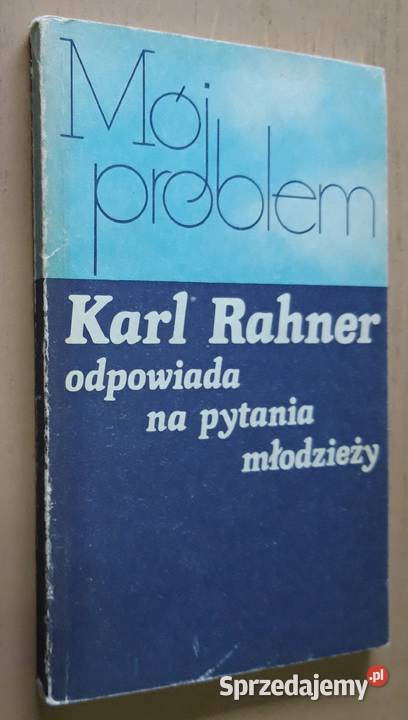 Mój
problem
Karl Rahner
odpowiada
na pytania
młodzieży
Sprzedajemy.pl